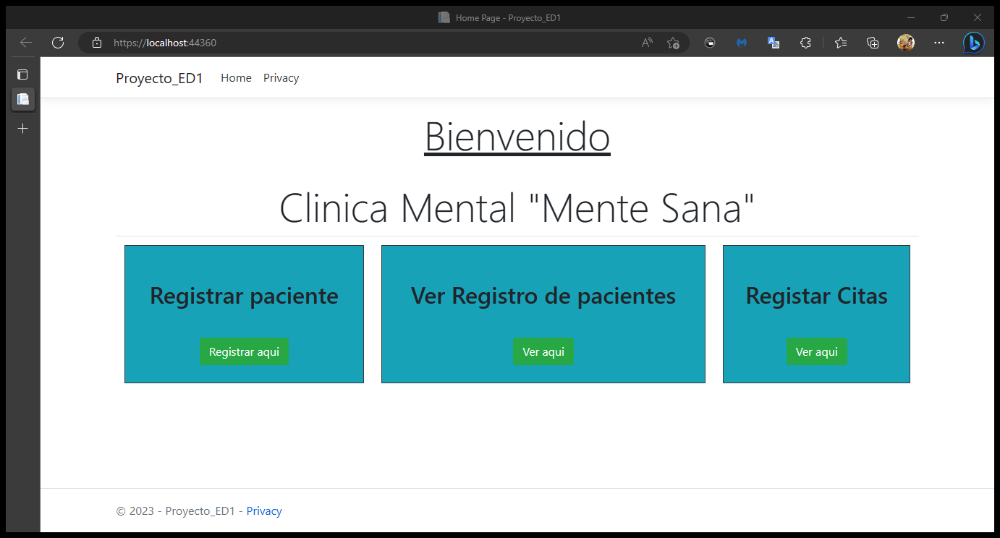 Home Page - Proyecto_ED1
https://localhost:44360
Proyecto_ED1 Home Privacy
Bienvenido
Clinica Mental "Mente Sana"
Registrar paciente
Registrar aqui
Ver Registro de pacientes
Ver aqui
Registar Citas
Ver aqui
© 2023 - Proyecto_ED1 - Privacy